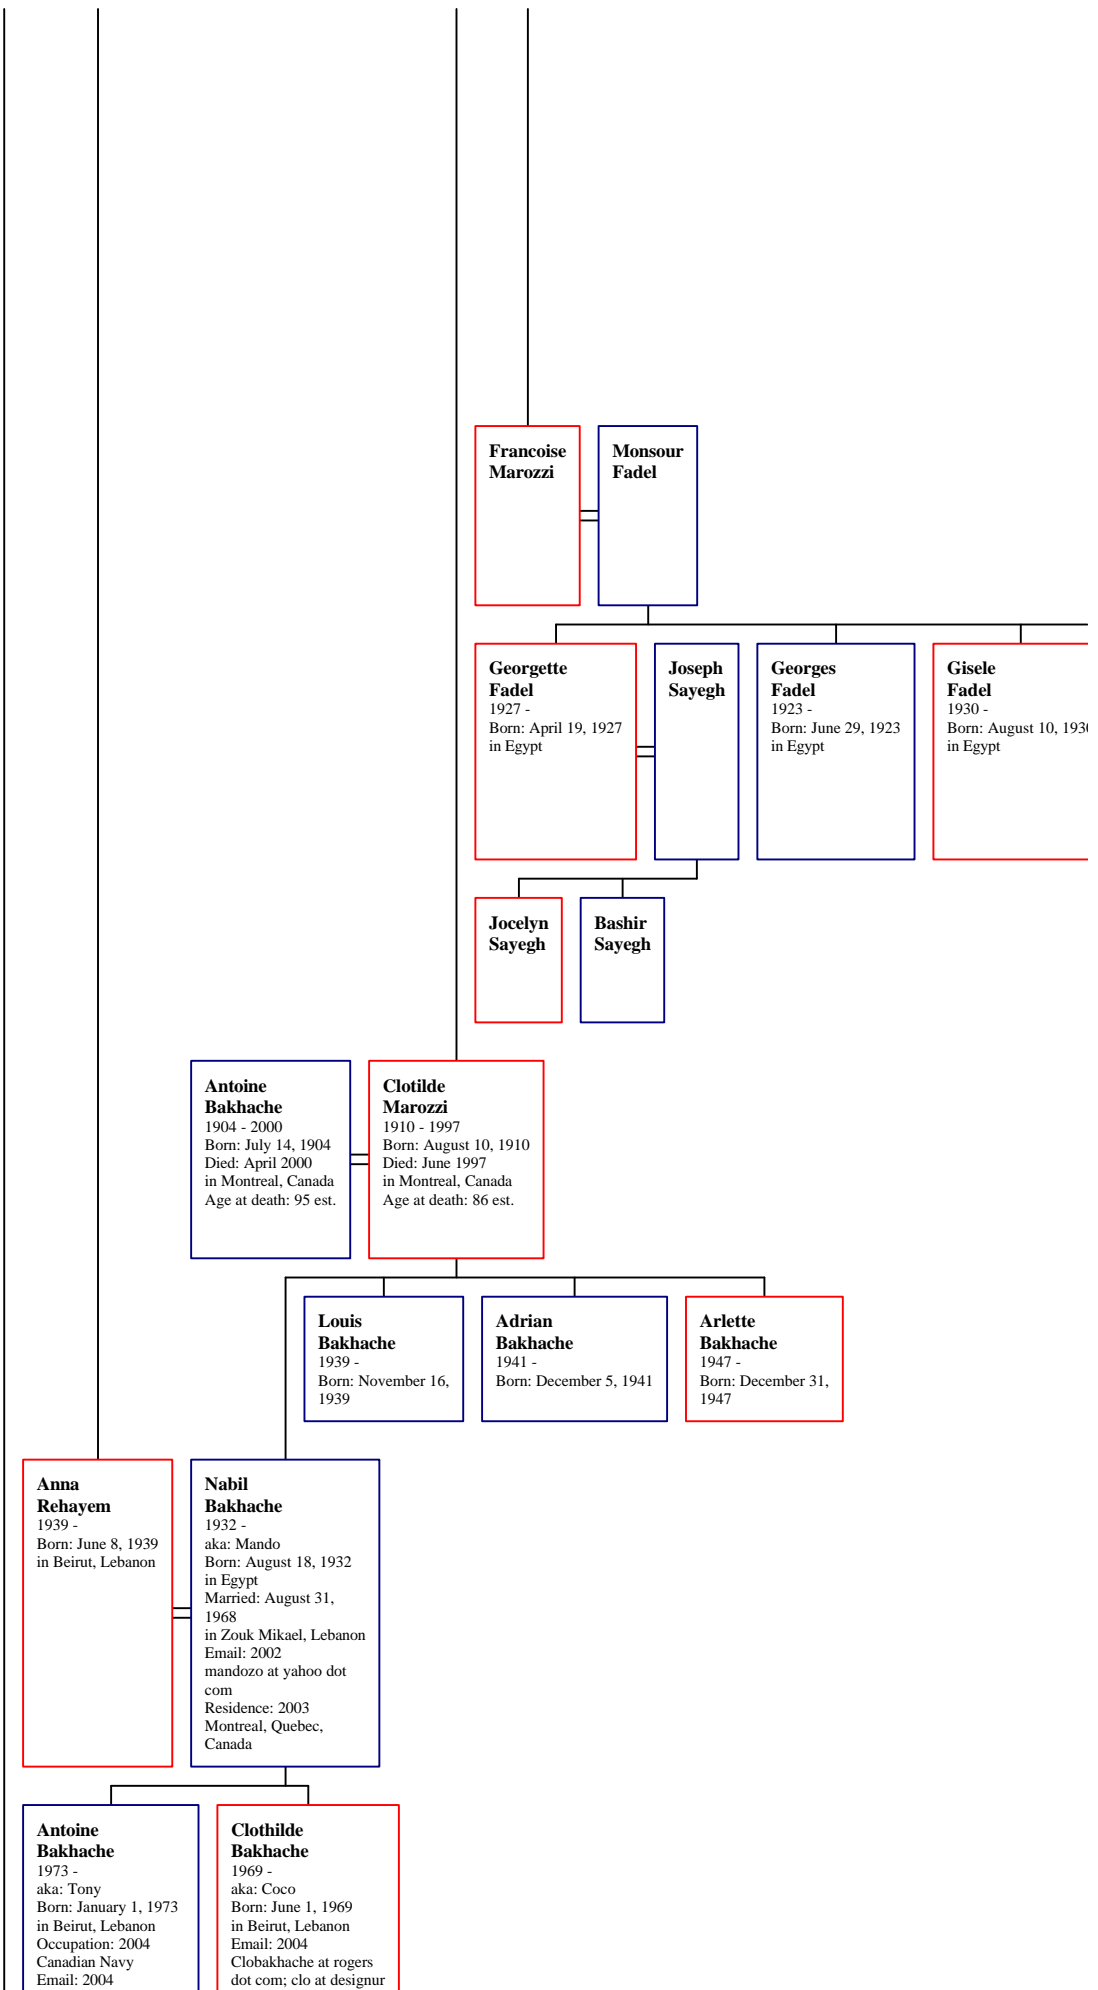 Francoise
Marozzi
Monsour
Fadel
Georgette
Fadel
1927 -
Born: April 19, 1927
in Egypt
Joseph
Sayegh
Georges
Fadel
1923 -
Born: June 29, 1923
in Egypt
Gisele
Fadel
1930 -
Born: August 10, 1930
in Egypt
Jocelyn
Sayegh
Bashir
Sayegh
Antoine
Bakhache
1904 - 2000
Born: July 14, 1904
Died: April 2000
in Montreal, Canada
Age at death: 95 est.
Clotilde
Marozzi
1910 - 1997
Born: August 10, 1910
Died: June 1997
in Montreal, Canada
Age at death: 86 est.
Louis
Bakhache
1939 -
Born: November 16,
1939
Adrian
Bakhache
1941 -
Born: December 5, 1941
Arlette
Bakhache
1947 -
Born: December 31,
1947
Anna
Rehayem
1939 -
Born: June 8, 1939
in Beirut, Lebanon
Nabil
Bakhache
1932 -
aka: Mando
Born: August 18, 1932
in Egypt
Married: August 31,
1968
in Zouk Mikael, Lebanon
Email: 2002
mandozo at yahoo dot
com
Residence: 2003
Montreal, Quebec,
Canada
Antoine
Bakhache
1973 -
aka: Tony
Born: January 1, 1973
in Beirut, Lebanon
Occupation: 2004
Canadian Navy
Email: 2004
Clothilde
Bakhache
1969 -
aka: Coco
Born: June 1, 1969
in Beirut, Lebanon
Email: 2004
Clobakhache at rogers
dot com; clo at designur